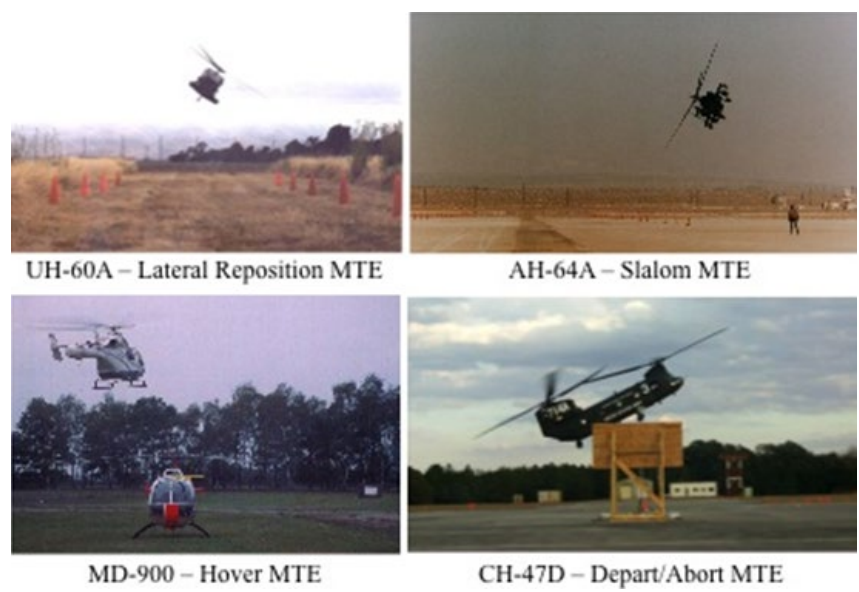 UH-60A – Lateral Reposition MTE
AH-64A – Slalom MTE
MD-900 – Hover MTE
CH-47D – Depart/Abort MTE